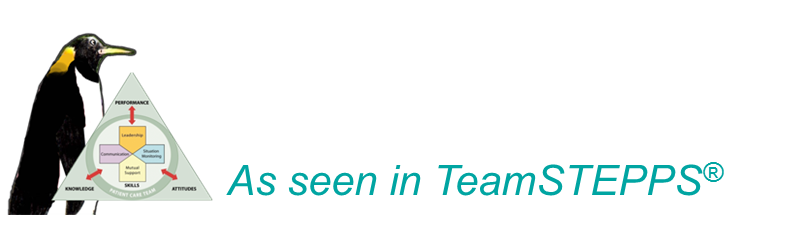 PERFORMANCE
Leadership
Communication
Situation
Monitoring
Mutual
Support
SKILLS
KNOWLEDGE
ATTITUDES
PATIENT CARE TEAM
As seen in TeamSTEPPS®